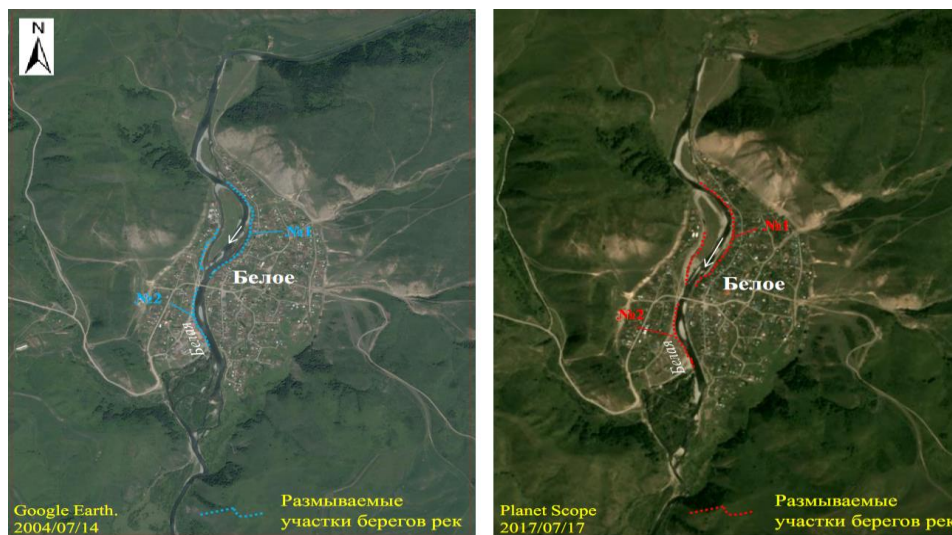 N
№1
Белое
№2
Белая
Google Earth.
2004/07/14
Размываемые
участки берегов рек
№1
Белое
№2
Белая
Planet Scope
2017/07/17
Размываемые
участки берегов рек